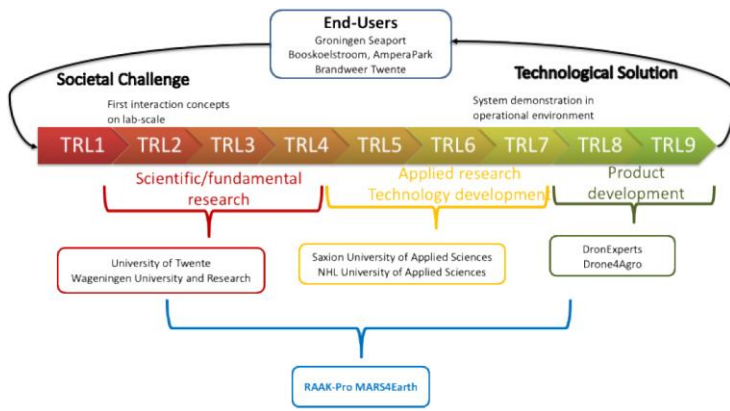 End-Users
Groningen Seaport
Booskoelstroom, AmperaPark
Brandweer Twente
Societal Challenge
Technological Solution
First interaction concepts
on lab-scale
System demonstration in
operational environment
TRL1 TRL2 TRL3 TRL4 TRL5 TRL6 TRL7 TRL8 TRL9
Scientific/fundamental
research
Applied research
Technology development
Product
development
University of Twente
Wageningen University and Research
Saxion University of Applied Sciences
NHL University of Applied Sciences
DronExperts
Drone4Agro
RAAK-Pro MARS4Earth